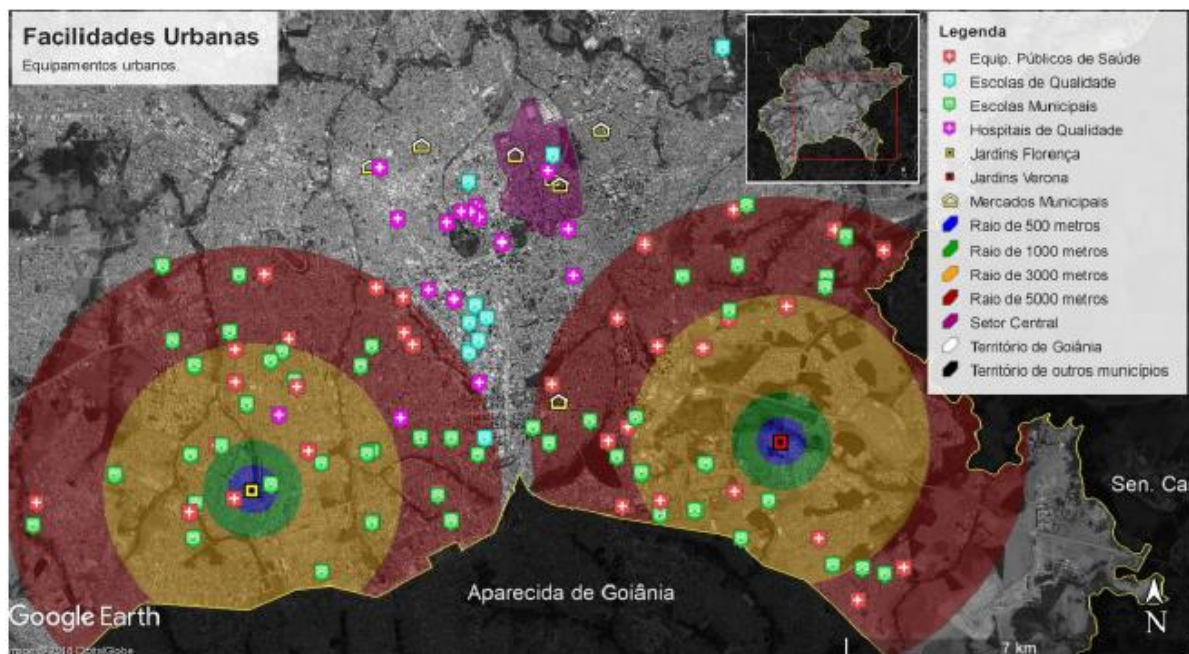 Facilidades Urbanas
Equipamentos urbanos.
Legenda
Equip. Públicos de Saúde
Escolas de Qualidade
Escolas Municipais
Hospitais de Qualidade
Jardins Florença
Jardins Verona
Mercados Municipais
Raio de 500 metros
Raio de 1000 metros
Raio de 3000 metros
Raio de 5000 metros
Setor Central
Território de Goiânia
Território de outros municípios
Sen. Ca
Aparecida de Goiânia
Google Earth
N
7 km